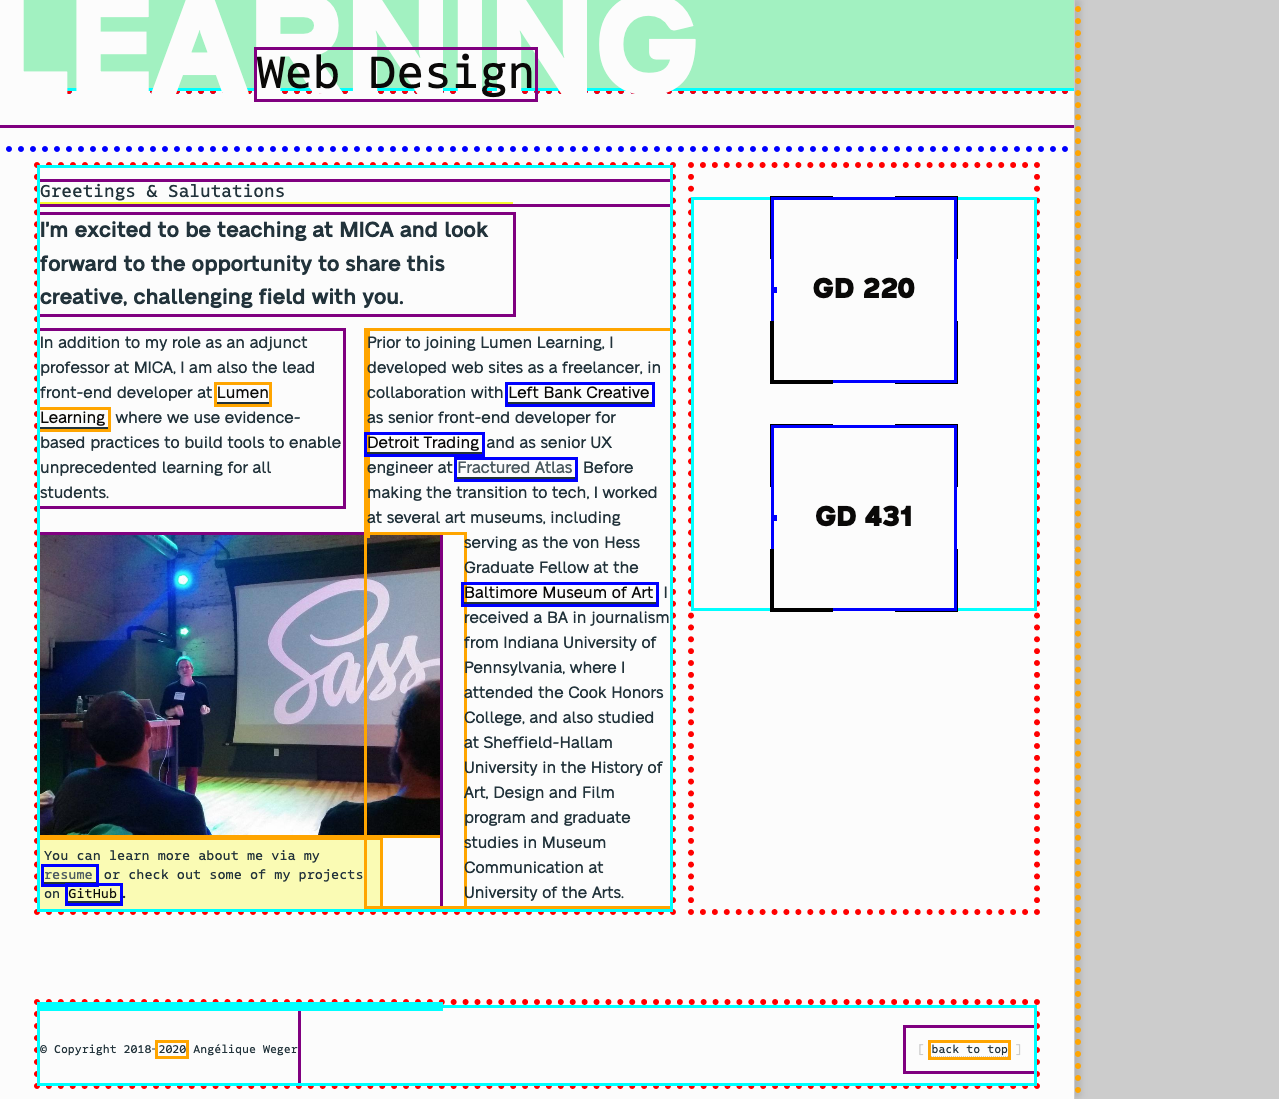 LEARNING
Web Design
Greetings & Salutations
I'm excited to be teaching at MICA and look
forward to the opportunity to share this
creative, challenging field with you.
In addition to my role as an adjunct
professor at MICA, I am also the lead
front-end developer at Lumen
Learning where we use evidence-
based practices to build tools to enable
unprecedented learning for all
students.
Prior to joining Lumen Learning, I
developed web sites as a freelancer, in
collaboration with Left Bank Creative
as senior front-end developer for
Detroit Trading and as senior UX
engineer at Fractured Atlas Before
making the transition to tech, I worked
at several art museums, including
serving as the von Hess
Graduate Fellow at the
Baltimore Museum of Art I
received a BA in journalism
from Indiana University of
Pennsylvania, where I
attended the Cook Honors
College, and also studied
at Sheffield-Hallam
University in the History of
Art, Design and Film
program and graduate
studies in Museum
Communication at
University of the Arts.
Sass
You can learn more about me via my
resume or check out some of my projects
on GitHub.
GD 220
GD 431
© Copyright 2018-2020 Angélique Weger
[ back to top ]